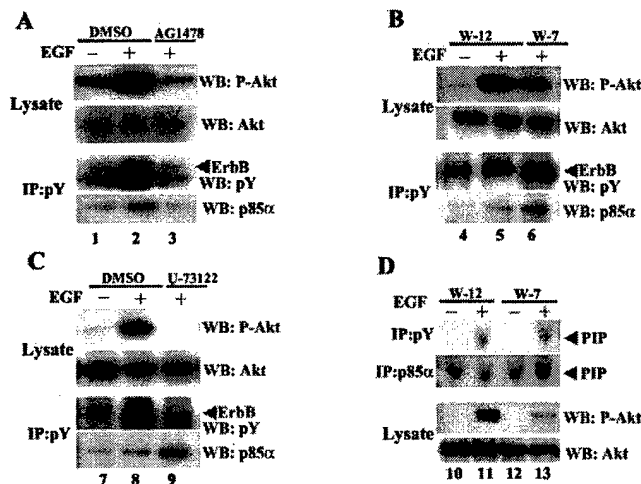 A
DMSO AG1478
EGF − + +
Lysate
WB: P-Akt
WB: Akt
IP:pY
ErbB
WB: pY
WB: p85α
1 2 3
B
W-12 W-7
EGF − + +
Lysate
WB: P-Akt
WB: Akt
IP:pY
ErbB
WB: pY
WB: p85α
4 5 6
C
DMSO U-73122
EGF − + +
Lysate
WB: P-Akt
WB: Akt
IP:pY
ErbB
WB: pY
WB: p85α
7 8 9
D
W-12 W-7
EGF − + − +
IP:pY
PIP
IP:p85α
PIP
Lysate
WB: P-Akt
WB: Akt
10 11 12 13